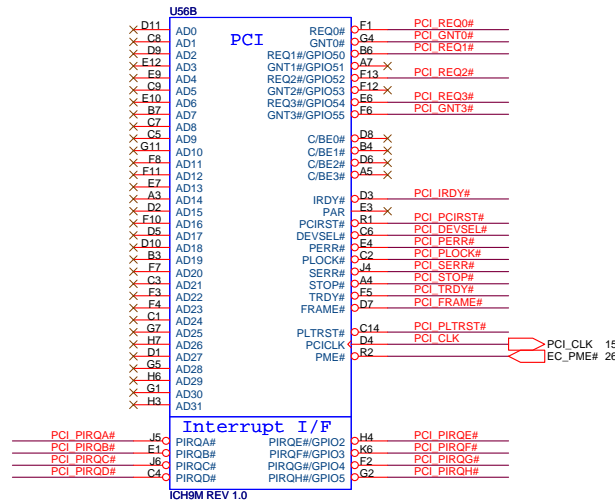 U56B
PCI
D11 AD0 REQ0# F1 PCI_REQ0#
C8 AD1 GNT0# G4 PCI_GNT0#
D9 AD2 REQ1#/GPIO50 B6 PCI_REQ1#
E12 AD3 GNT1#/GPIO51 A7
E9 AD4 REQ2#/GPIO52 F13 PCI_REQ2#
C9 AD5 GNT2#/GPIO53 F12
E10 AD6 REQ3#/GPIO54 E6 PCI_REQ3#
B7 AD7 GNT3#/GPIO55 F6 PCI_GNT3#
C7 AD8
C5 AD9 C/BE0# D8
G11 AD10 C/BE1# B4
F8 AD11 C/BE2# D6
F11 AD12 C/BE3# A5
E7 AD13
A3 AD14 IRDY# D3 PCI_IRDY#
D2 AD15 PAR E3
F10 AD16 PCIRST# R1 PCI_PCIRST#
D5 AD17 DEVSEL# C6 PCI_DEVSEL#
D10 AD18 PERR# E4 PCI_PERR#
B3 AD19 PLOCK# C2 PCI_PLOCK#
F7 AD20 SERR# J4 PCI_SERR#
C3 AD21 STOP# A4 PCI_STOP#
F3 AD22 TRDY# F5 PCI_TRDY#
F4 AD23 FRAME# D7 PCI_FRAME#
C1 AD24
G7 AD25 PLTRST# C14 PCI_PLTRST#
H7 AD26 PCICLK D4 PCI_CLK PCI_CLK 15
D1 AD27 PME# R2 EC_PME# 26
G5 AD28
H6 AD29
G1 AD30
H3 AD31
Interrupt I/F
PCI_PIRQA# J5 PIRQA# PIRQE#/GPIO2 H4 PCI_PIRQE#
PCI_PIRQB# E1 PIRQB# PIRQF#/GPIO3 K6 PCI_PIRQF#
PCI_PIRQC# J6 PIRQC# PIRQG#/GPIO4 F2 PCI_PIRQG#
PCI_PIRQD# C4 PIRQD# PIRQH#/GPIO5 G2 PCI_PIRQH#
ICH9M REV 1.0